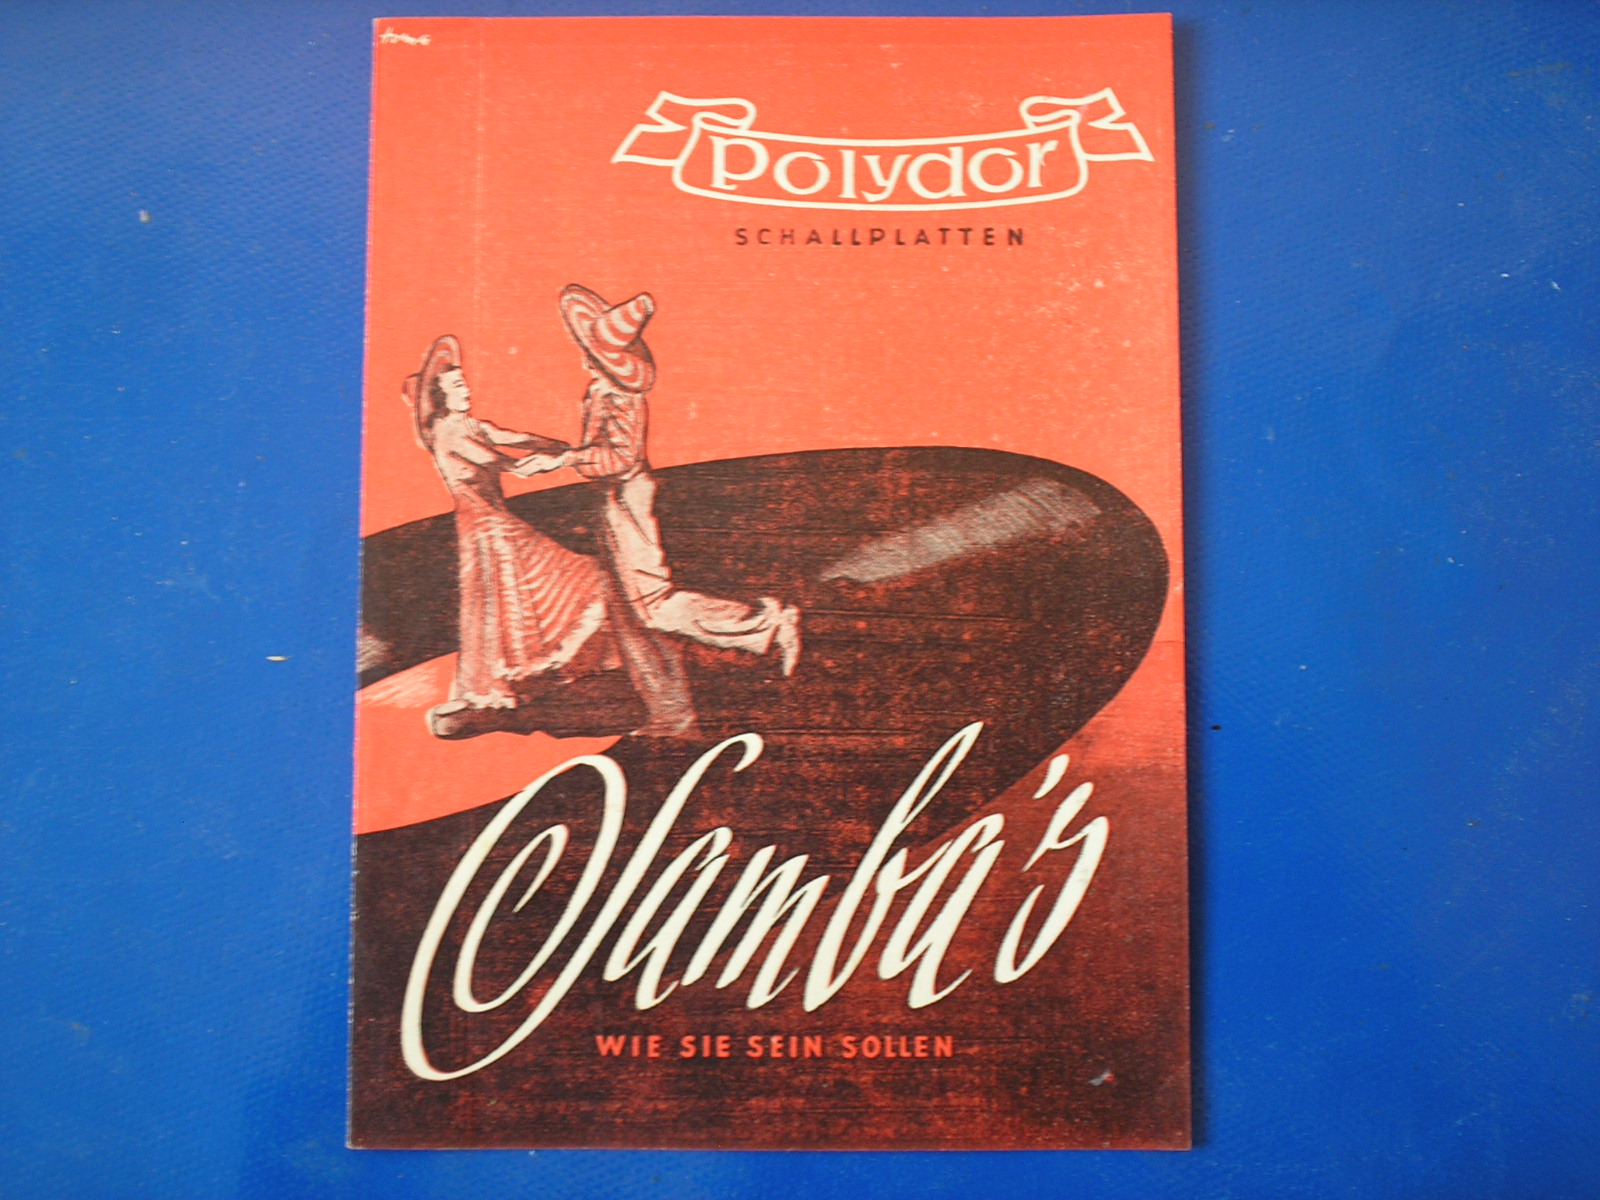 polydor
SCHALLPLATTEN
Samba's
WIE SIE SEIN SOLLEN